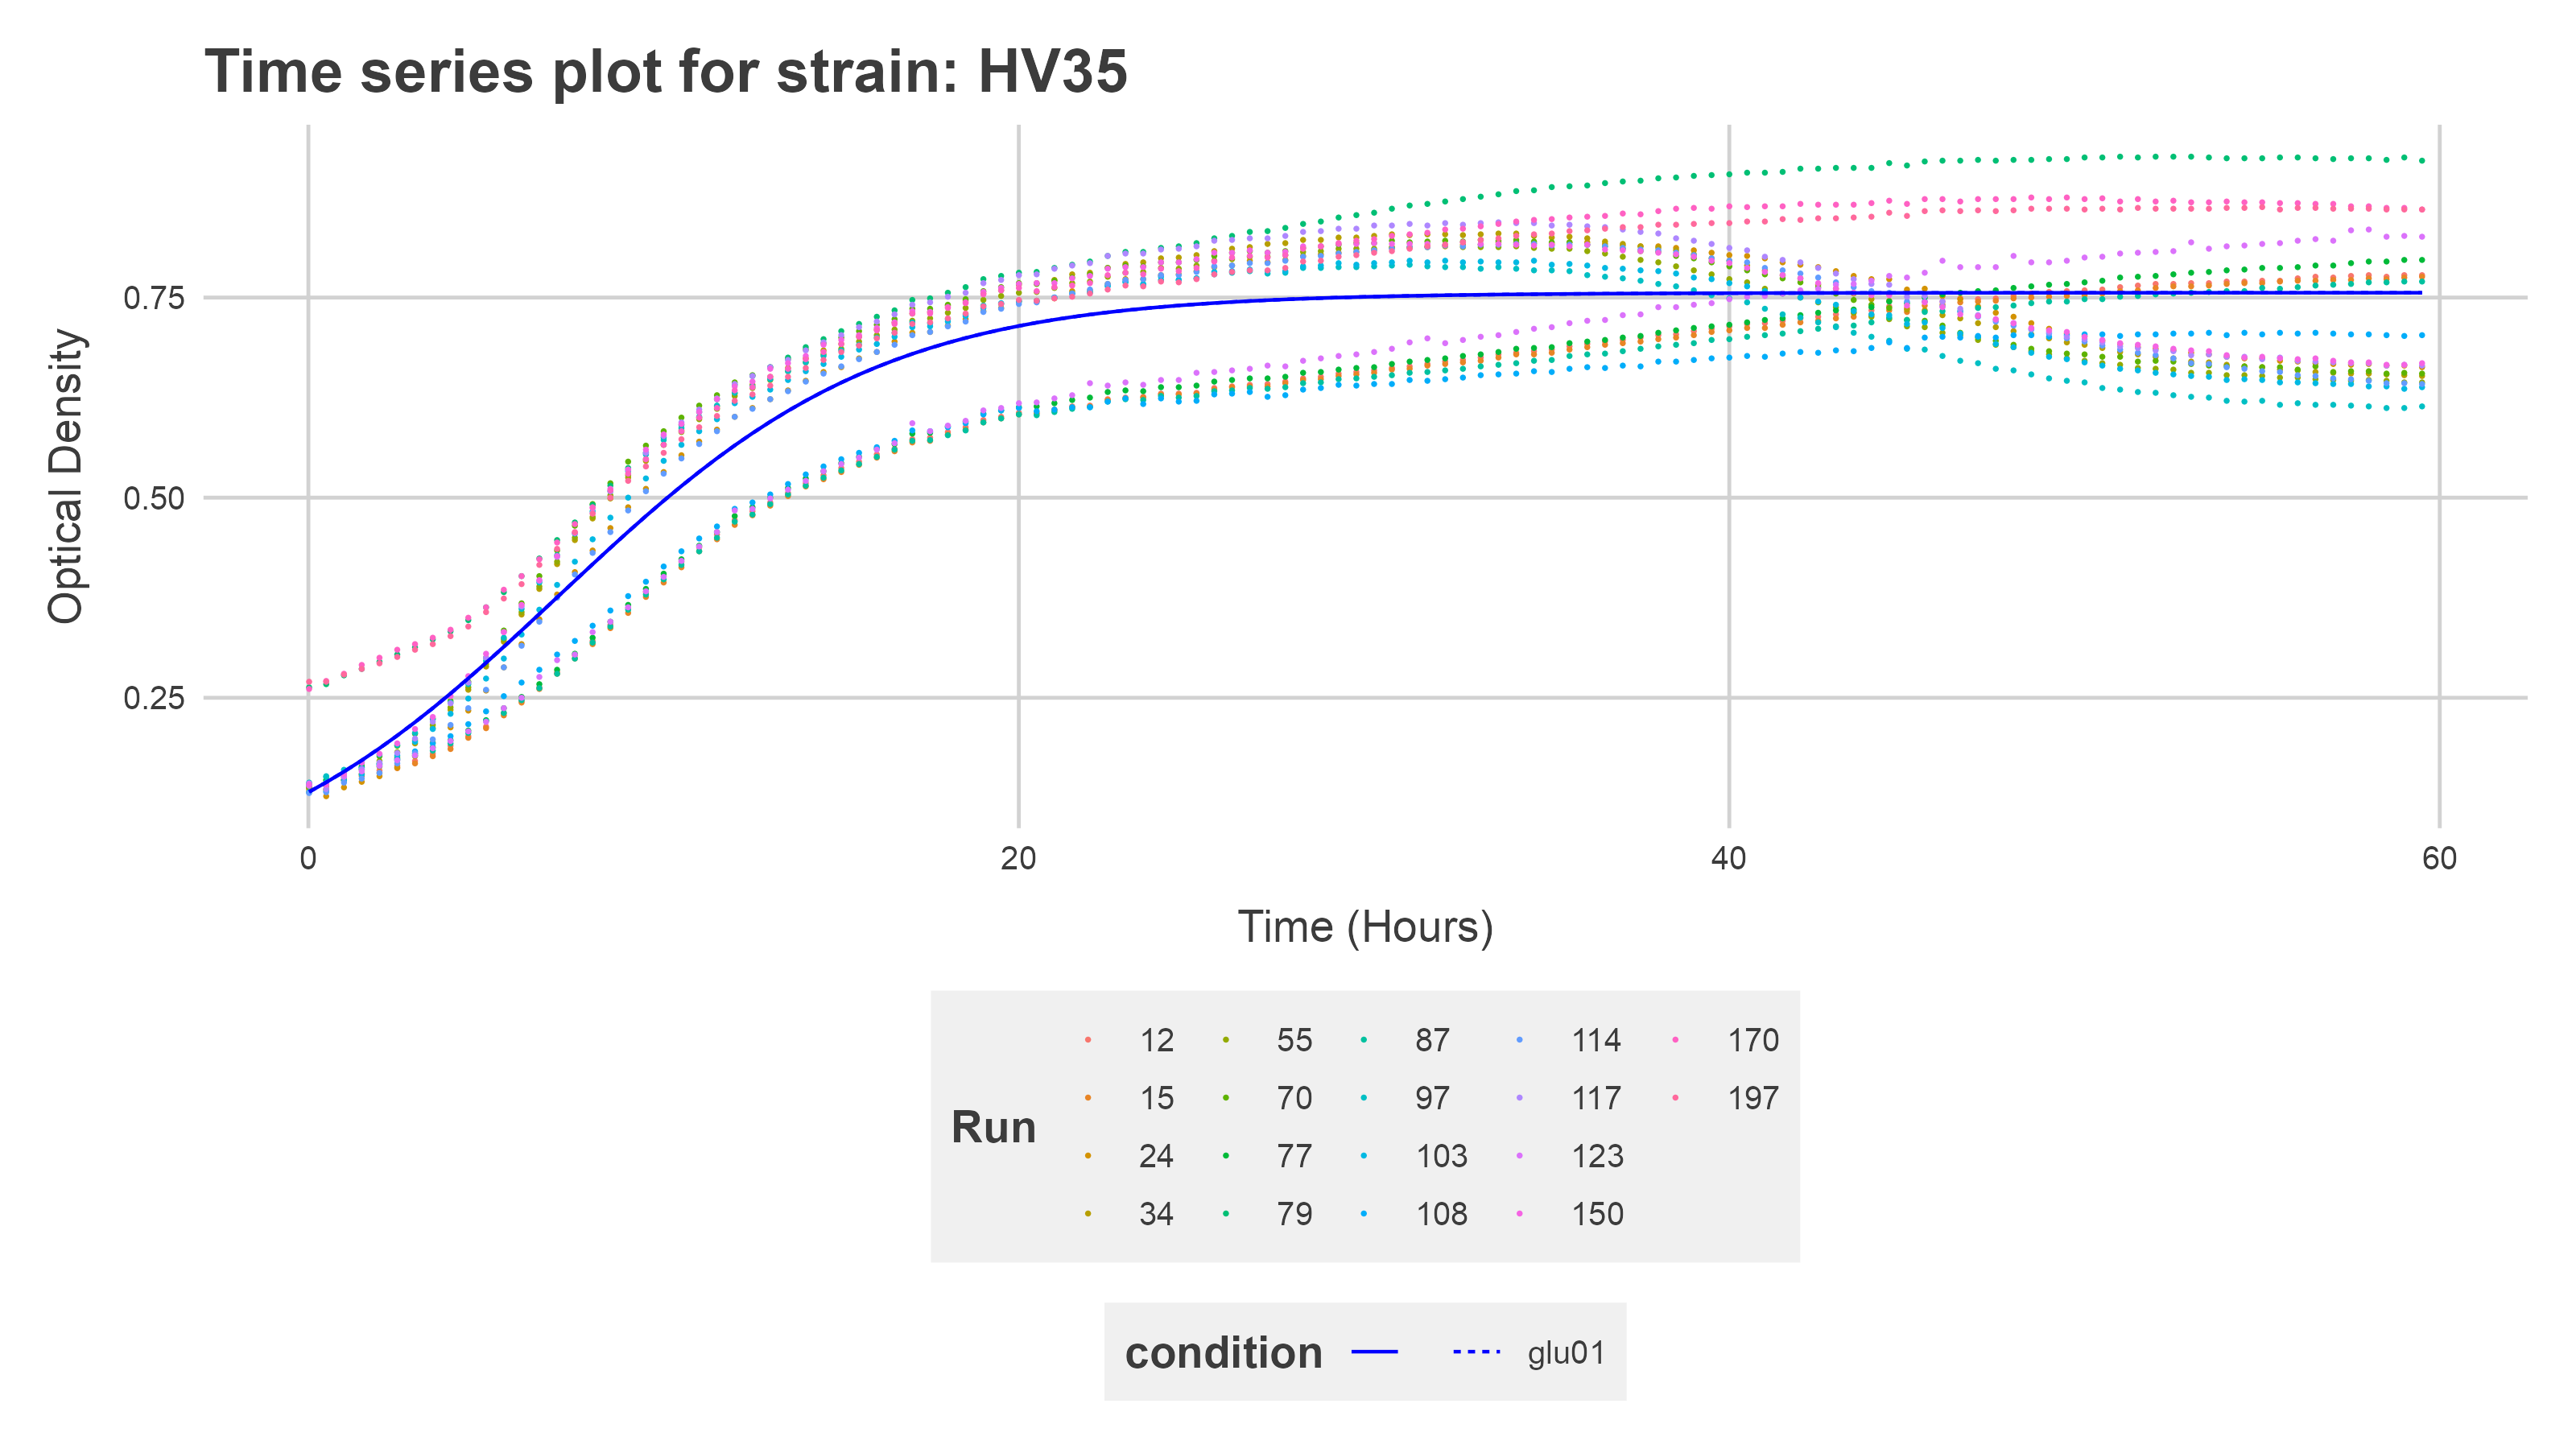 Time series plot for strain: HV35
Optical Density
0.75
0.50
0.25
0 20 40 60
Time (Hours)
Run
12 55 87 114 170
15 70 97 117 197
24 77 103 123
34 79 108 150
condition glu01